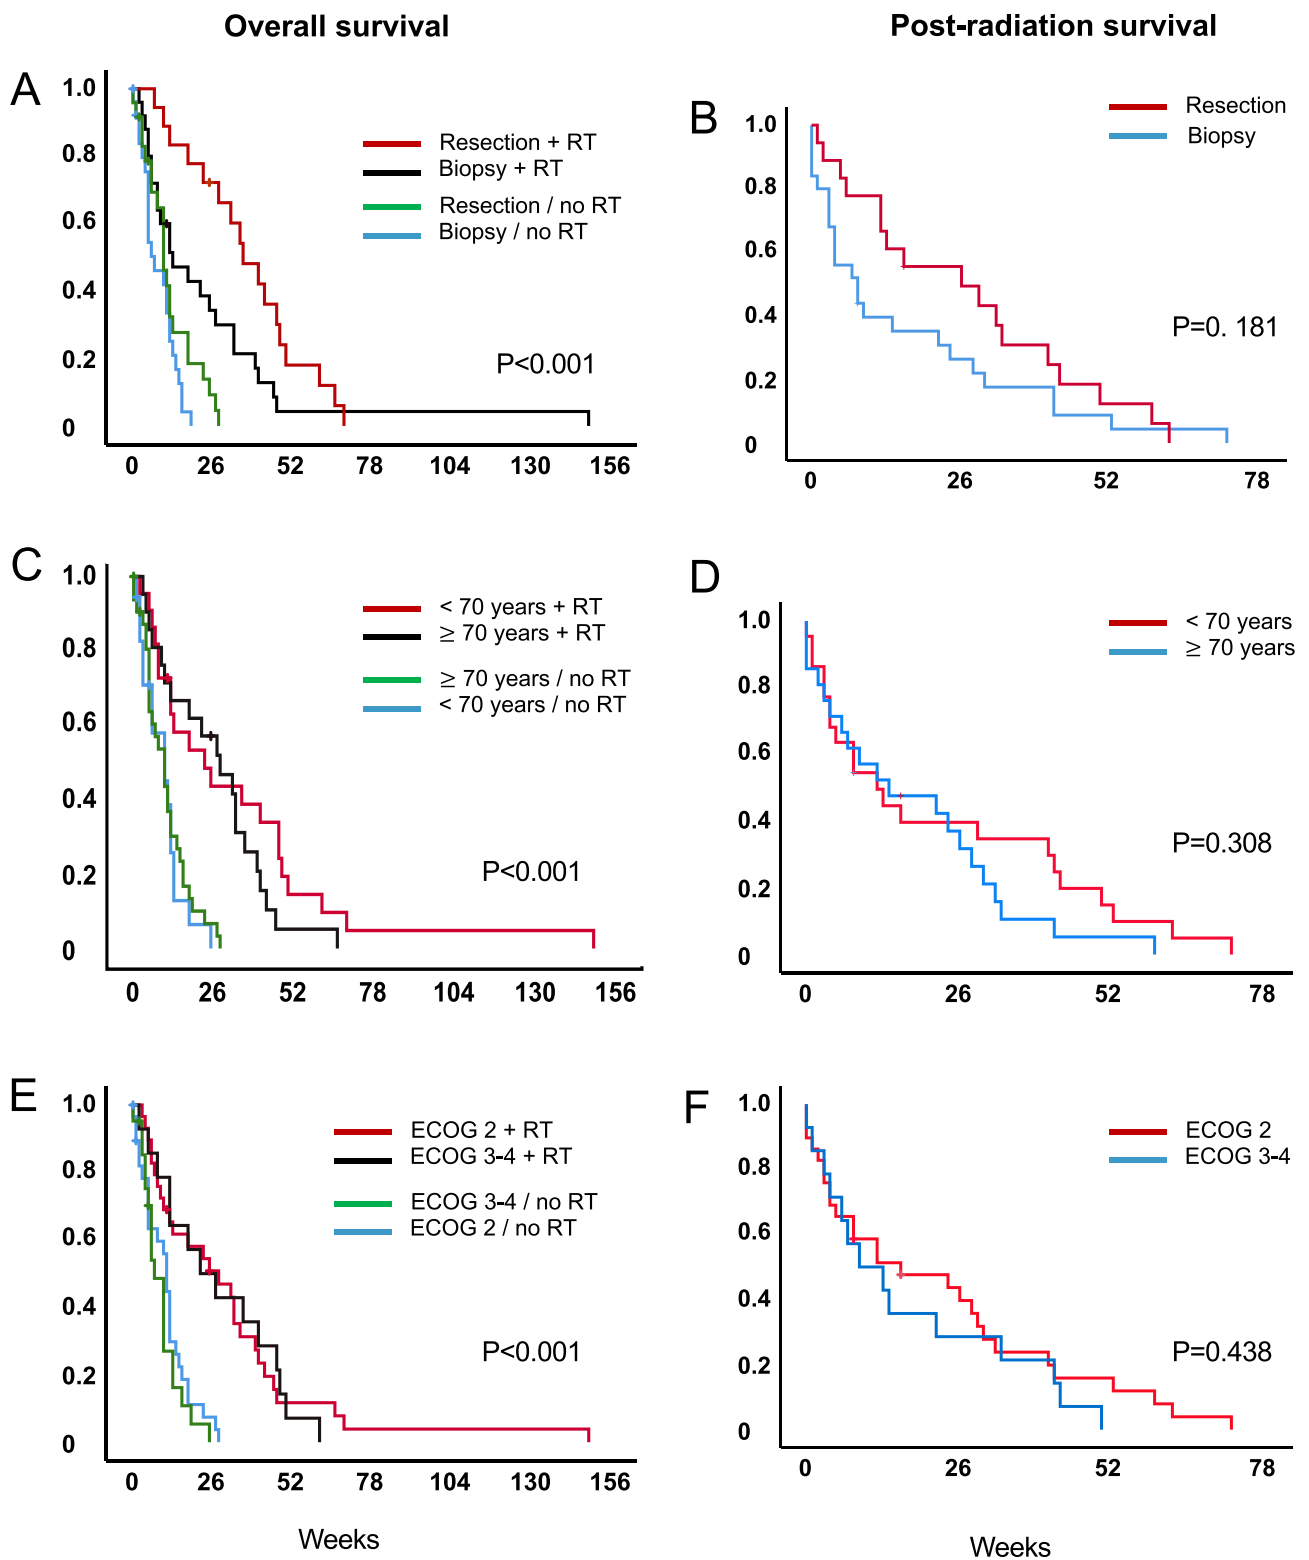 Overall survival
Post-radiation survival
A
1.0
0.8
0.6
0.4
0.2
0
Resection + RT
Biopsy + RT
Resection / no RT
Biopsy / no RT
P<0.001
0 26 52 78 104 130 156
B
1.0
0.8
0.6
0.4
0.2
0
Resection
Biopsy
P=0. 181
0 26 52 78
C
1.0
0.8
0.6
0.4
0.2
0
< 70 years + RT
≥ 70 years + RT
≥ 70 years / no RT
< 70 years / no RT
P<0.001
0 26 52 78 104 130 156
D
1.0
0.8
0.6
0.4
0.2
0
< 70 years
≥ 70 years
P=0.308
0 26 52 78
E
1.0
0.8
0.6
0.4
0.2
0
ECOG 2 + RT
ECOG 3-4 + RT
ECOG 3-4 / no RT
ECOG 2 / no RT
P<0.001
0 26 52 78 104 130 156
Weeks
F
1.0
0.8
0.6
0.4
0.2
0
ECOG 2
ECOG 3-4
P=0.438
0 26 52 78
Weeks